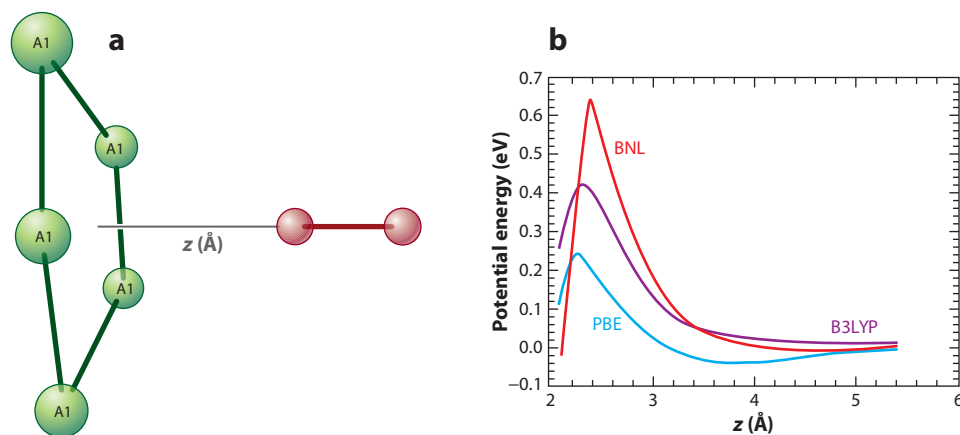 a
A1
A1
A1
A1
A1
z (Å)
b
Potential energy (eV)
0.7
0.6
0.5
0.4
0.3
0.2
0.1
0.0
−0.1
BNL
PBE
B3LYP
2
3
4
5
6
z (Å)